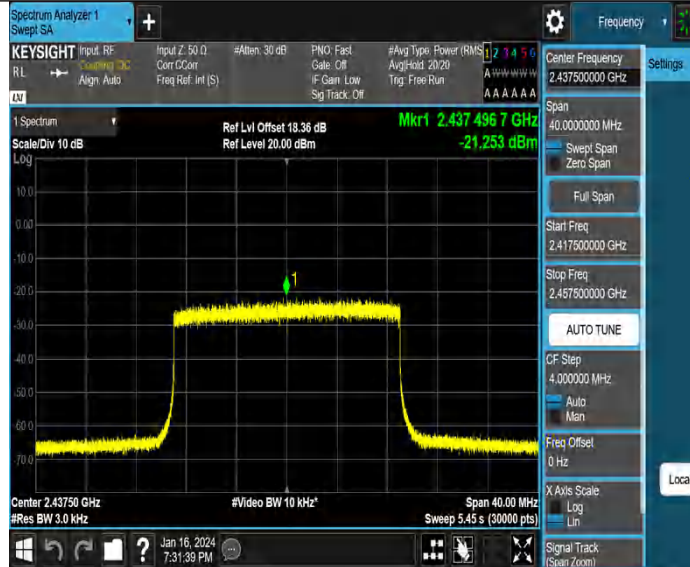 Spectrum Analyzer 1
Swept SA
Frequency
KEYSIGHT
RL
Input: RF
Coupling: DC
Align: Auto
Input Z: 50 Ω
Corr CCorr
Freq Ref: Int (S)
#Atten: 30 dB
PNO: Fast
Gate: Off
IF Gain: Low
Sig Track: Off
#Avg Type: Power (RMS
Avg|Hold: 20/20
Trig: Free Run
1 2 3 4 5 6
A W W W W W
A A A A A A
LXI
1 Spectrum
Scale/Div 10 dB
Log
Ref Lvl Offset 18.36 dB
Ref Level 20.00 dBm
Mkr1 2.437 496 7 GHz
-21.253 dBm
10.0
0.00
-10.0
-20.0
-30.0
-40.0
-50.0
-60.0
-70.0
1
Center 2.43750 GHz
#Res BW 3.0 kHz
#Video BW 10 kHz*
Span 40.00 MHz
Sweep 5.45 s (30000 pts)
Jan 16, 2024
7:31:39 PM
?
Center Frequency
2.437500000 GHz
Span
40.0000000 MHz
Swept Span
Zero Span
Full Span
Start Freq
2.417500000 GHz
Stop Freq
2.457500000 GHz
AUTO TUNE
CF Step
4.000000 MHz
Auto
Man
Freq Offset
0 Hz
X Axis Scale
Log
Lin
Signal Track
(Span Zoom)
Settings
Loca